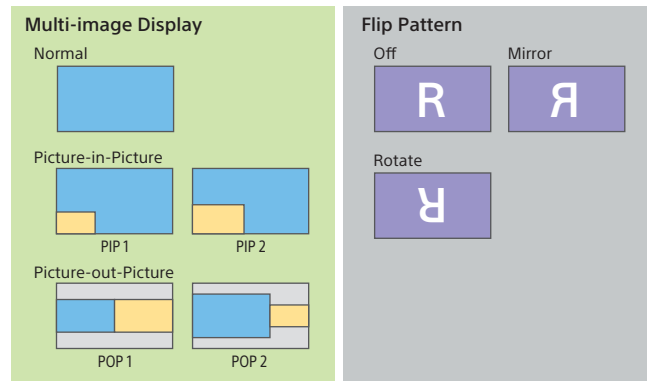 Multi-image Display
Normal
Picture-in-Picture
PIP 1 PIP 2
Picture-out-Picture
POP 1 POP 2
Flip Pattern
Off Mirror
R Я
Rotate
ᴚ